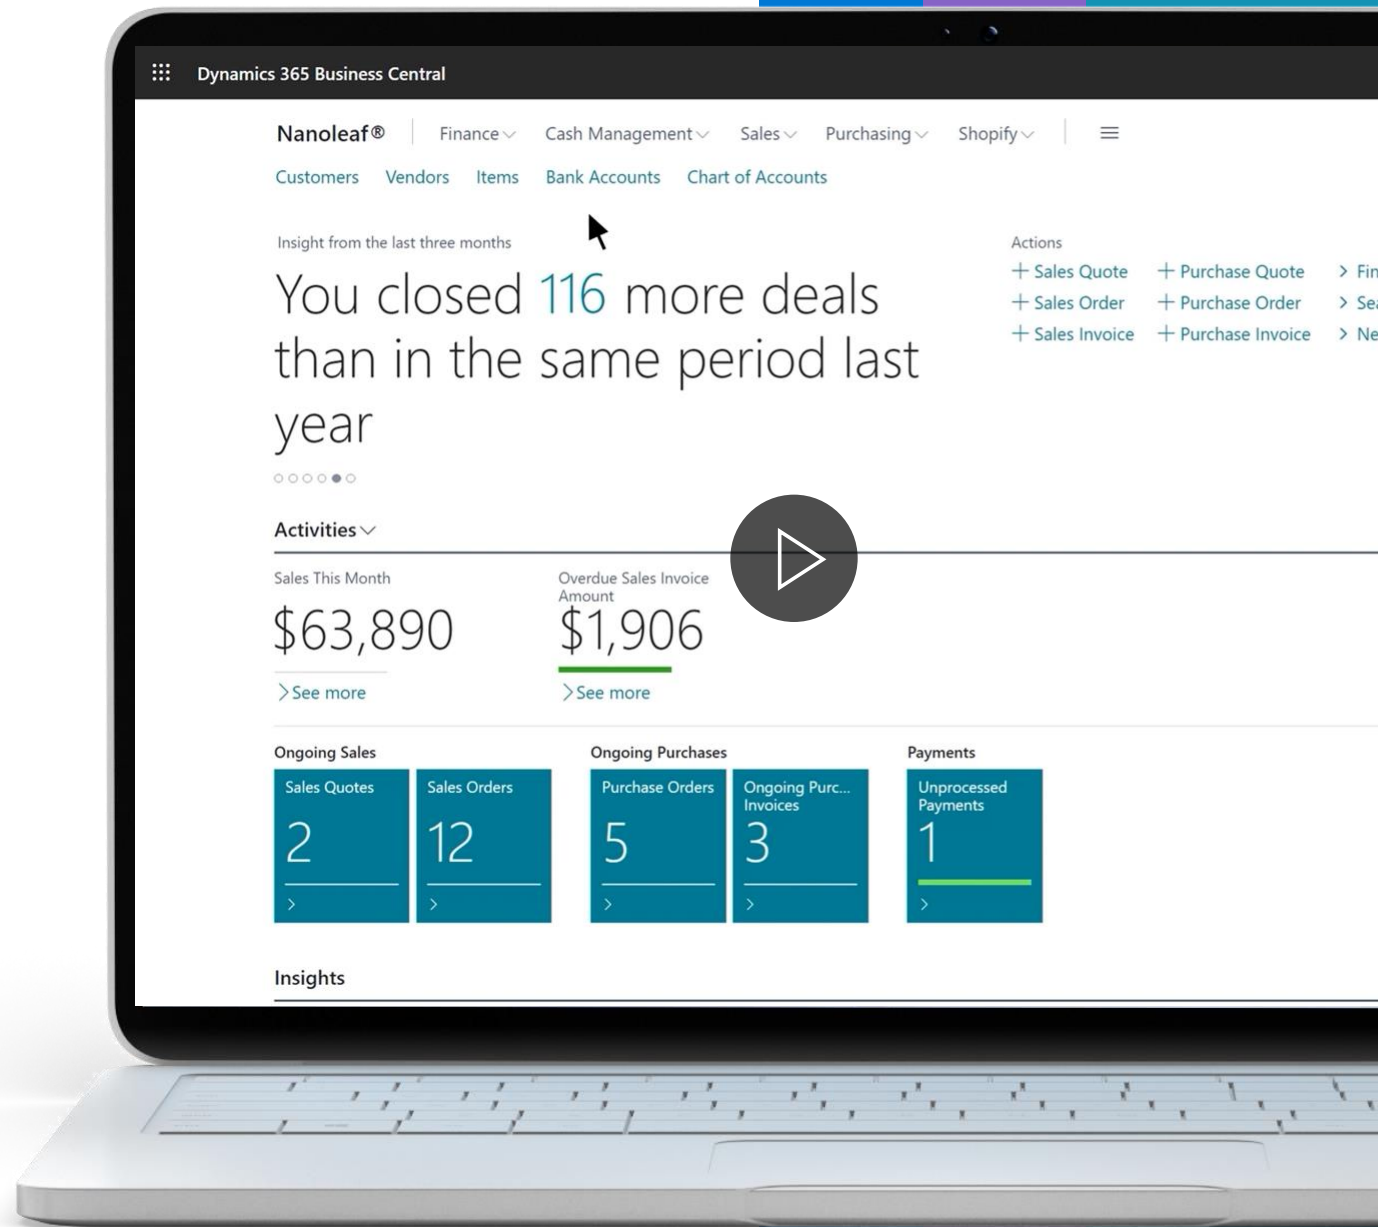 Dynamics 365 Business Central
Nanoleaf® Finance Cash Management Sales Purchasing Shopify
Customers Vendors Items Bank Accounts Chart of Accounts
Insight from the last three months
You closed 116 more deals
than in the same period last
year
Actions
+ Sales Quote + Purchase Quote > Fin
+ Sales Order + Purchase Order > Sea
+ Sales Invoice + Purchase Invoice > Ne
Activities
Sales This Month
$63,890
>See more
Overdue Sales Invoice
Amount
$1,906
>See more
Ongoing Sales
Sales Quotes
2
Sales Orders
12
Ongoing Purchases
Purchase Orders
5
Ongoing Purc...
Invoices
3
Payments
Unprocessed
Payments
1
Insights